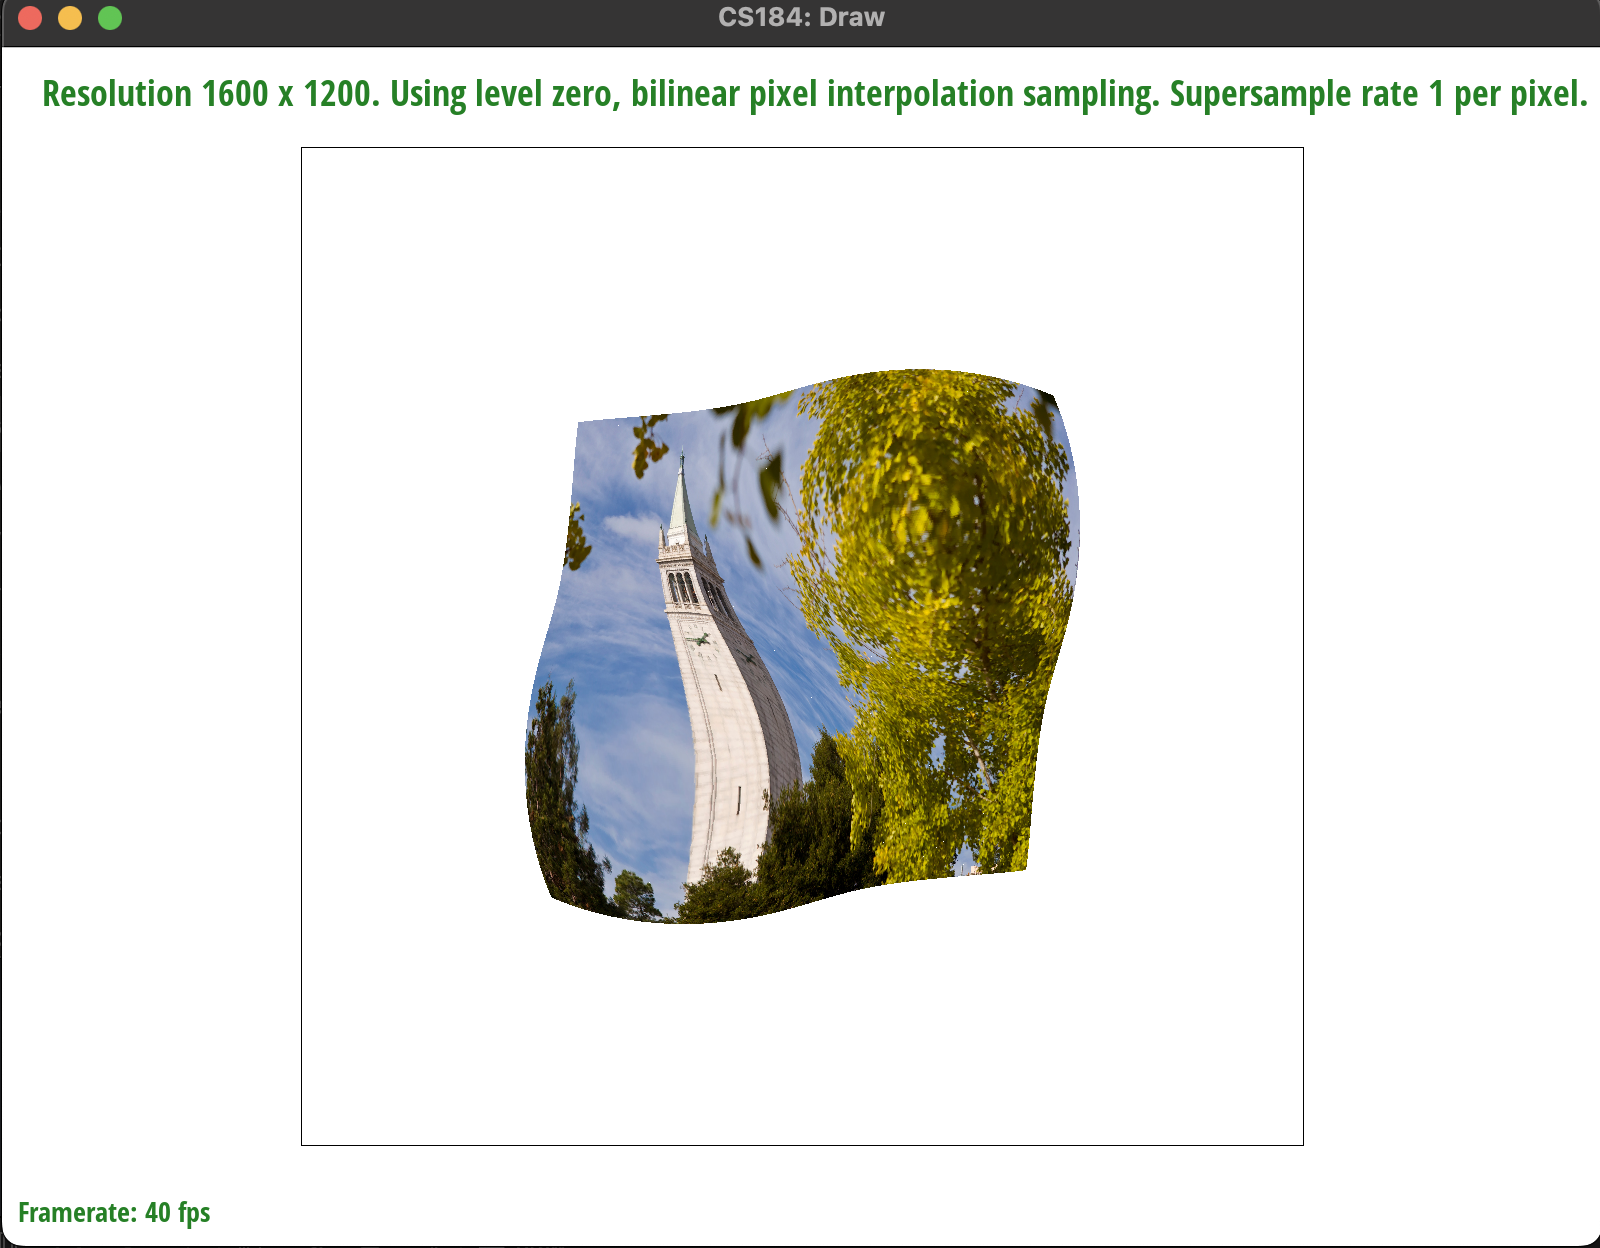 CS184: Draw
Resolution 1600 x 1200. Using level zero, bilinear pixel interpolation sampling. Supersample rate 1 per pixel.
Framerate: 40 fps